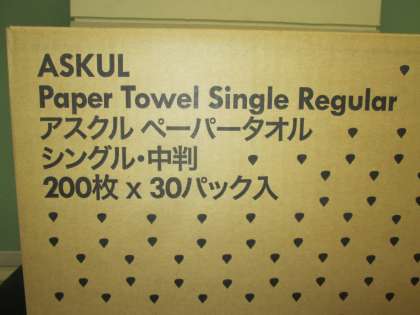 ASKUL
Paper Towel Single Regular
アスクル ペーパータオル
シングル・中判
200枚 x 30パック入